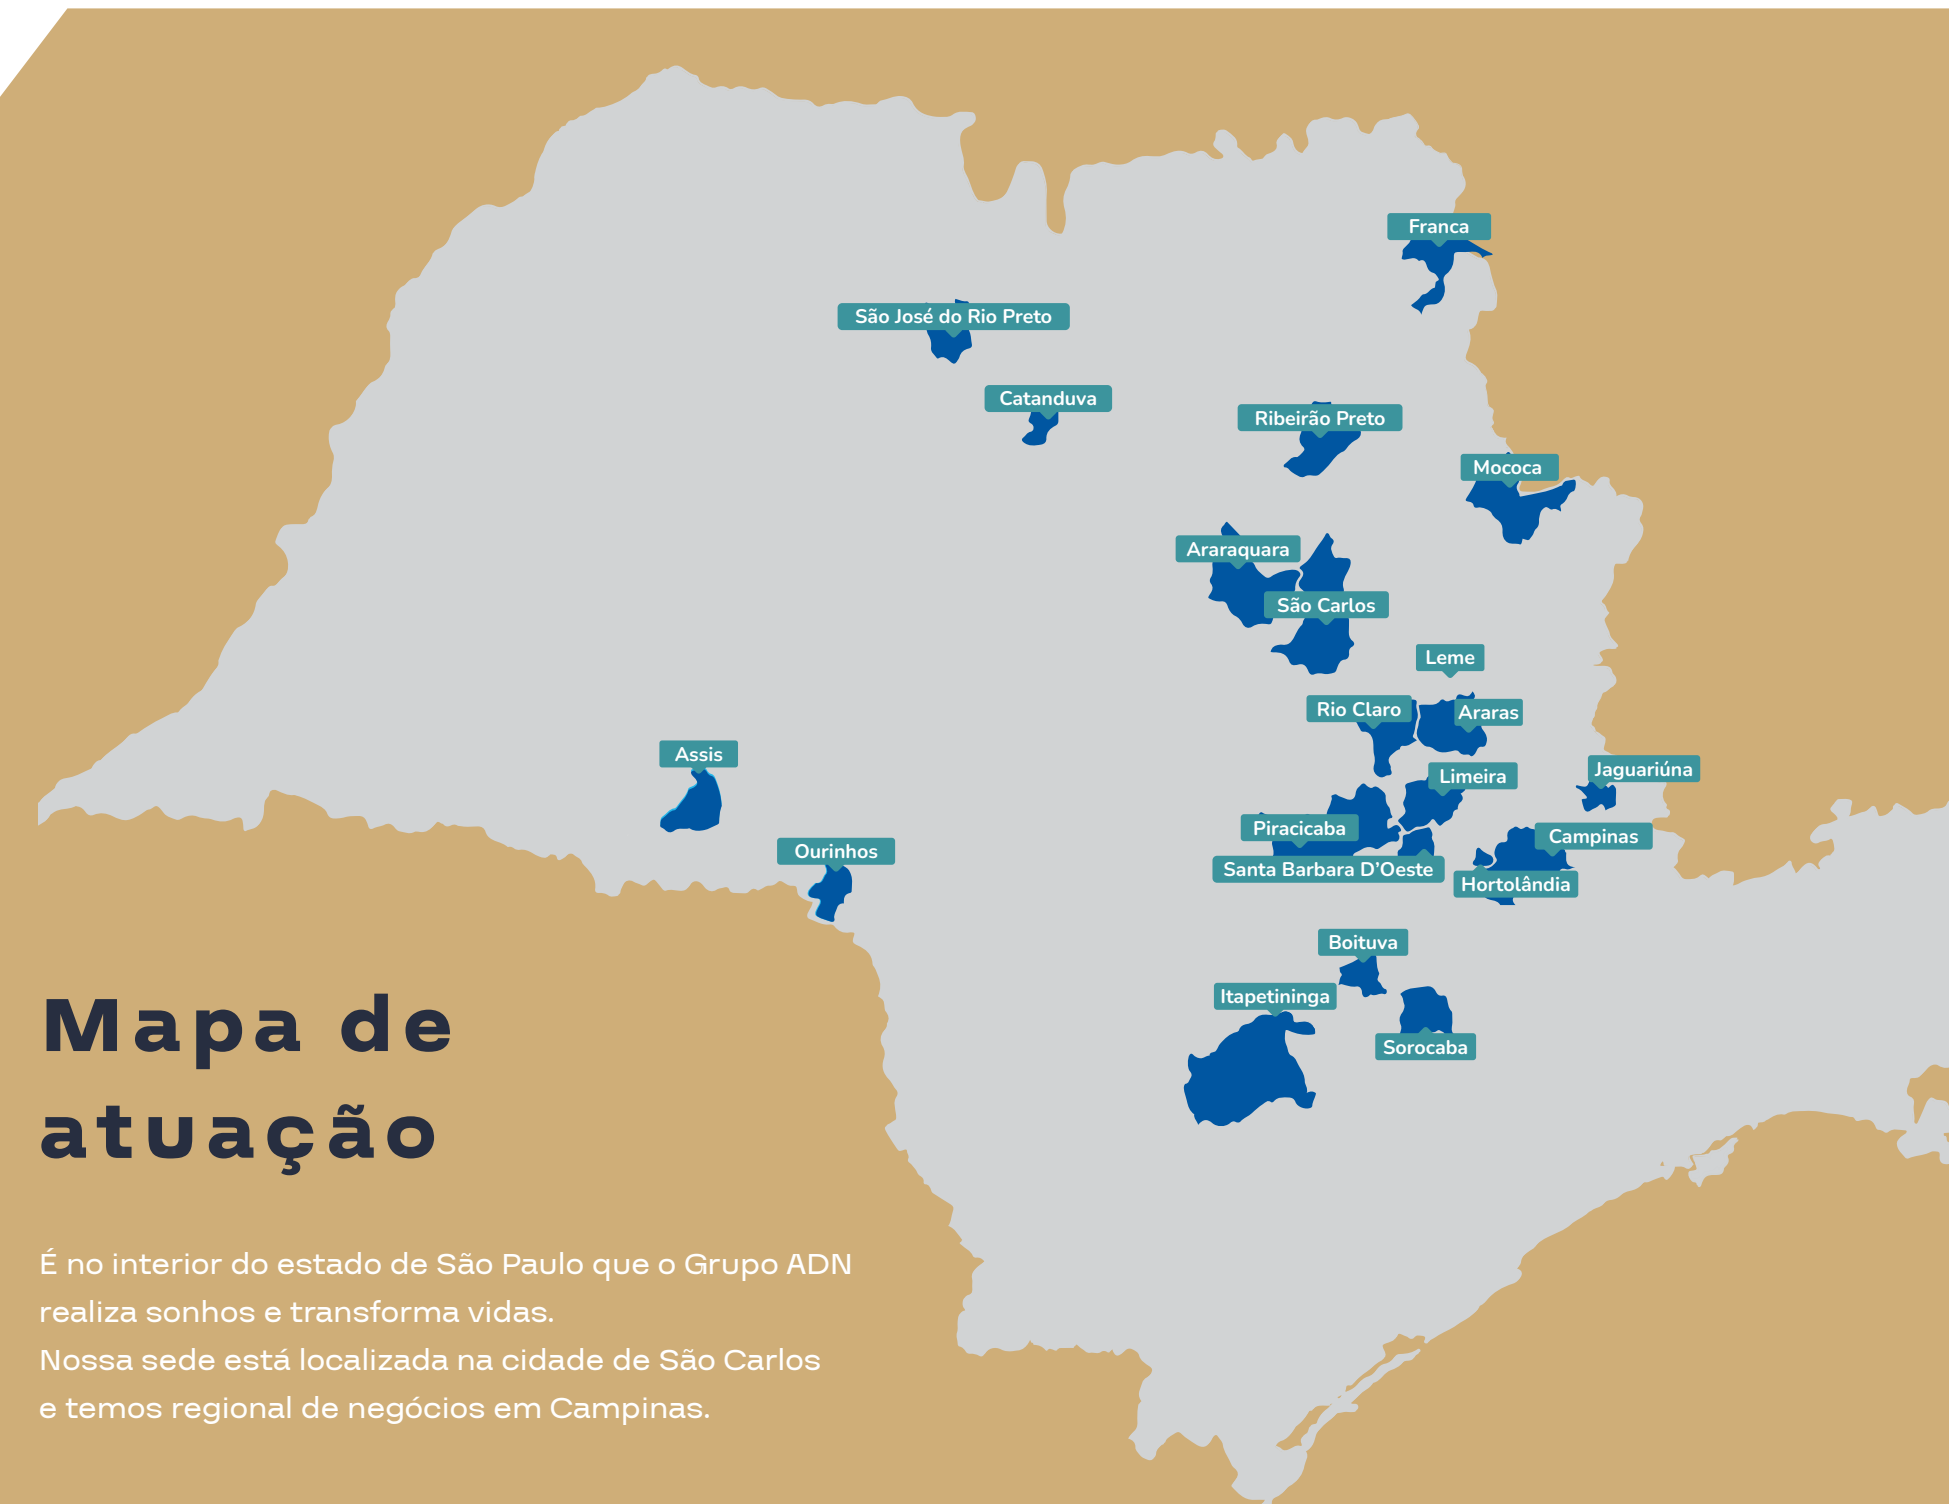 Franca
São José do Rio Preto
Catanduva
Ribeirão Preto
Mococa
Araraquara
São Carlos
Leme
Rio Claro
Araras
Assis
Jaguariúna
Limeira
Piracicaba
Campinas
Ourinhos
Santa Barbara D'Oeste
Hortolândia
Boituva
Itapetininga
Sorocaba
Mapa de
atuação
É no interior do estado de São Paulo que o Grupo ADN
realiza sonhos e transforma vidas.
Nossa sede está localizada na cidade de São Carlos
e temos regional de negócios em Campinas.